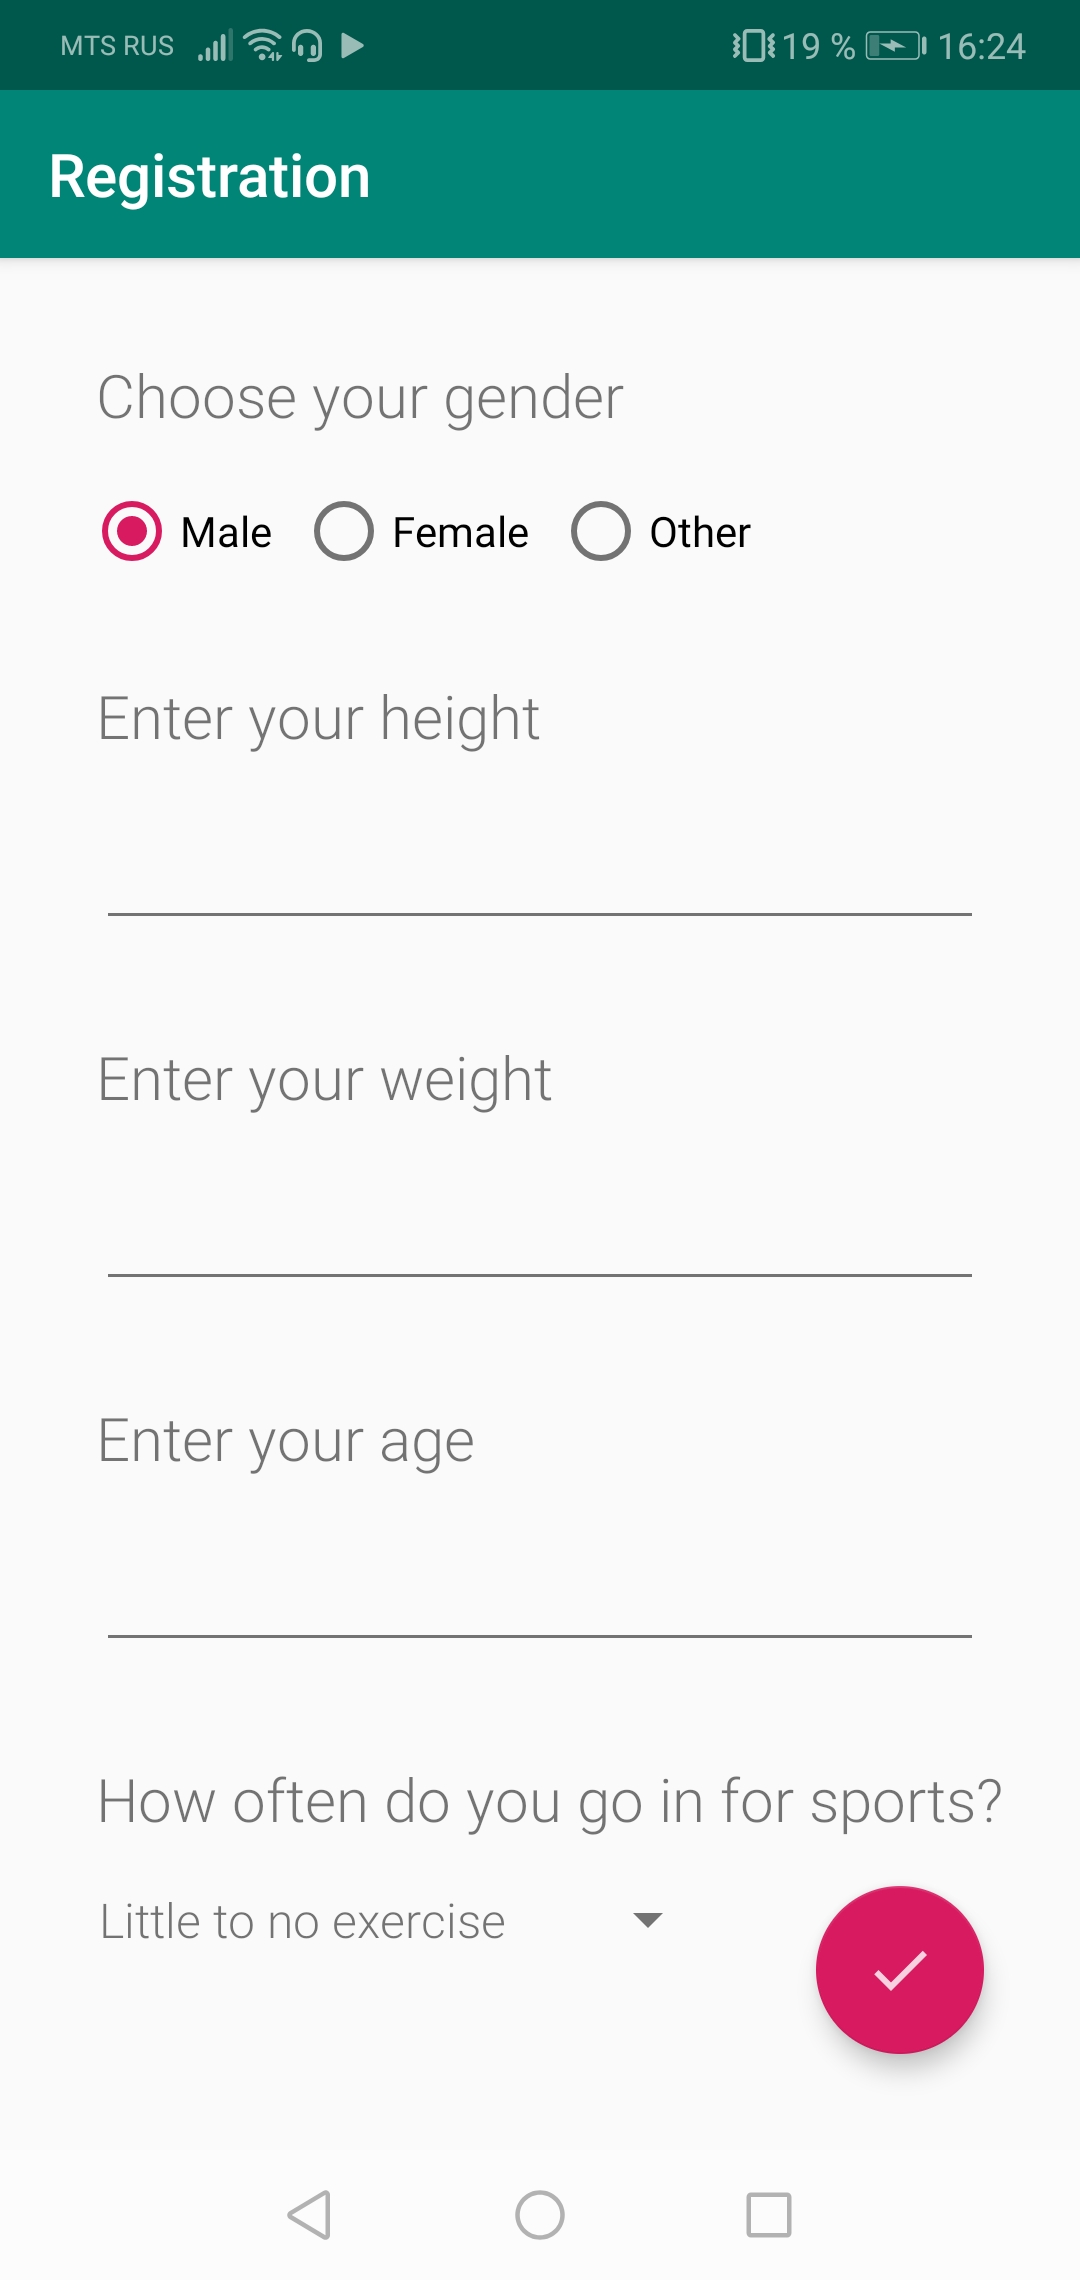 MTS RUS 19 % 16:24
Registration
Choose your gender
Male Female Other
Enter your height
Enter your weight
Enter your age
How often do you go in for sports?
Little to no exercise